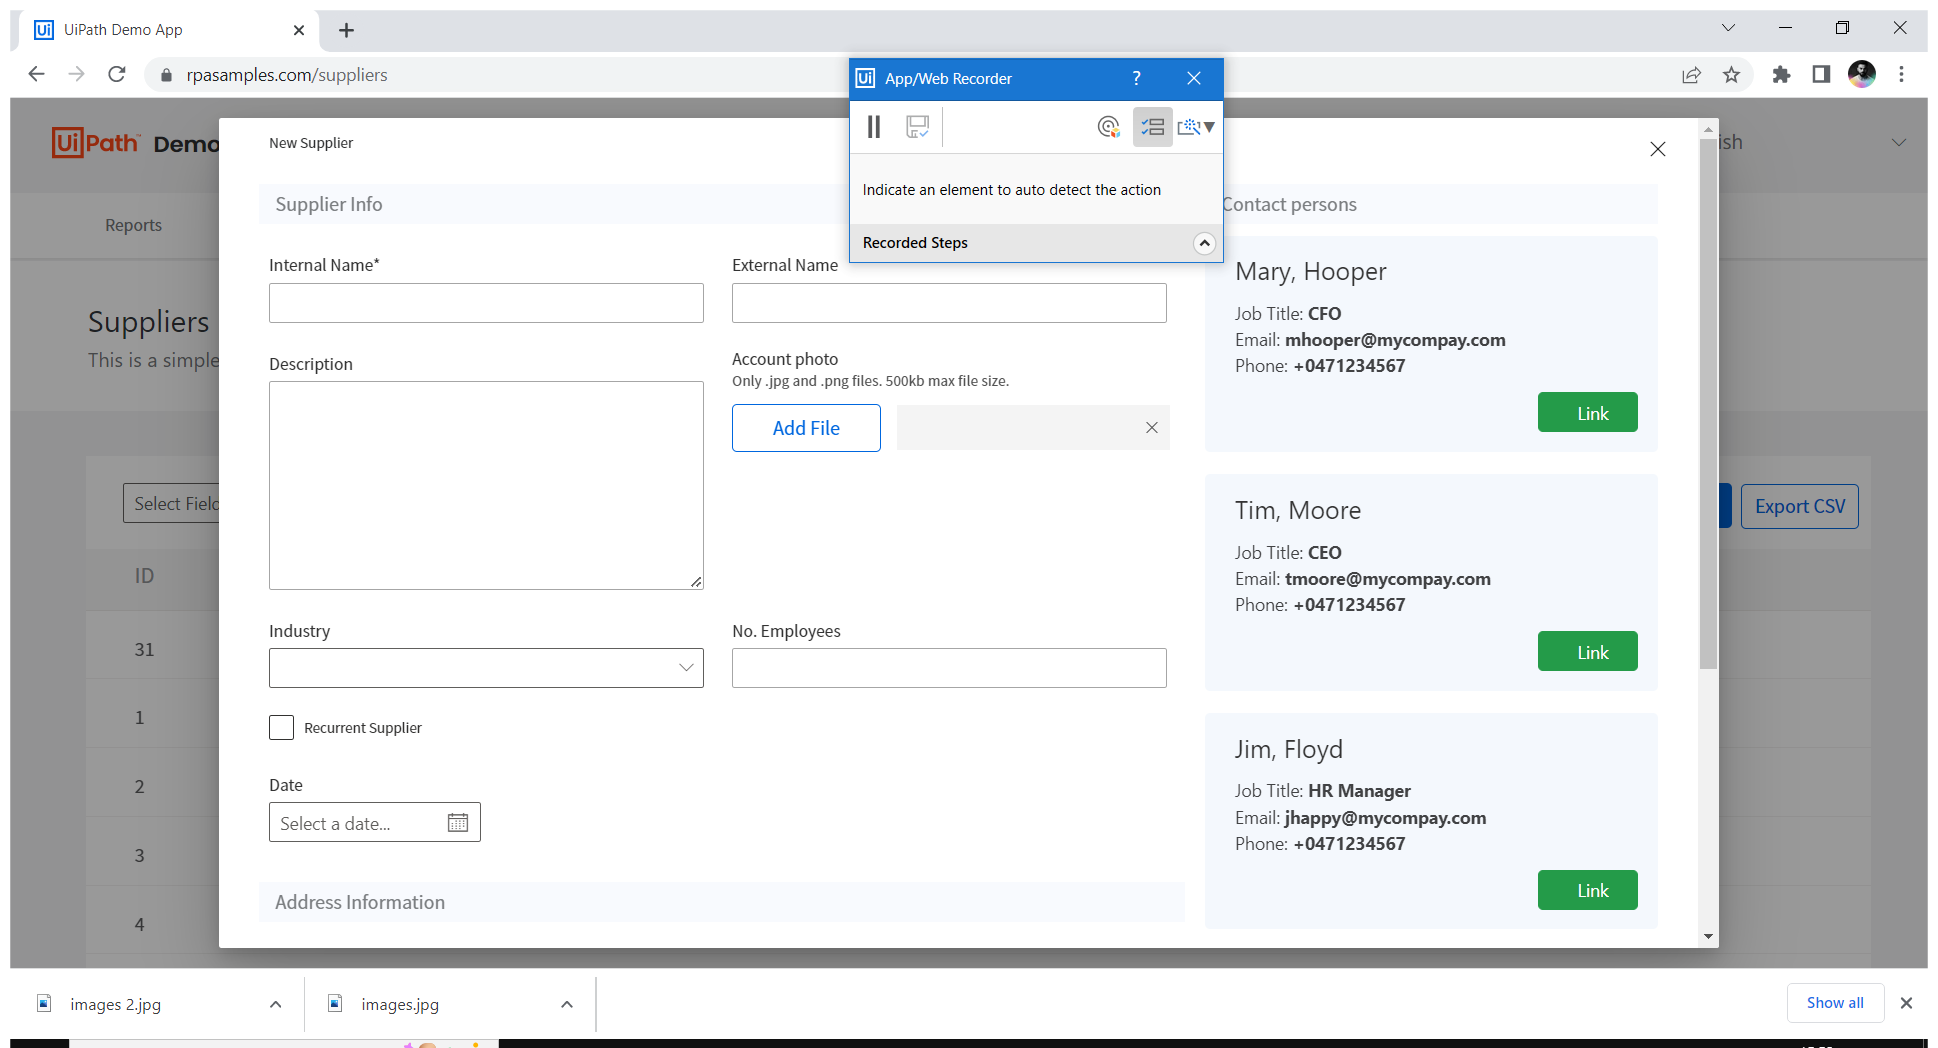 UiPath Demo App
rpasamples.com/suppliers
App/Web Recorder
?
Indicate an element to auto detect the action
Recorded Steps
UiPath Demo
Reports
Suppliers
This is a simple
Select Field
Export CSV
ID
31
1
2
3
4
New Supplier
Supplier Info
Internal Name*
External Name
Description
Account photo
Only .jpg and .png files. 500kb max file size.
Add File
Industry
No. Employees
Recurrent Supplier
Date
Select a date...
Address Information
Contact persons
Mary, Hooper
Job Title: CFO
Email: mhooper@mycompay.com
Phone: +0471234567
Link
Tim, Moore
Job Title: CEO
Email: tmoore@mycompay.com
Phone: +0471234567
Link
Jim, Floyd
Job Title: HR Manager
Email: jhappy@mycompay.com
Phone: +0471234567
Link
images 2.jpg
images.jpg
Show all